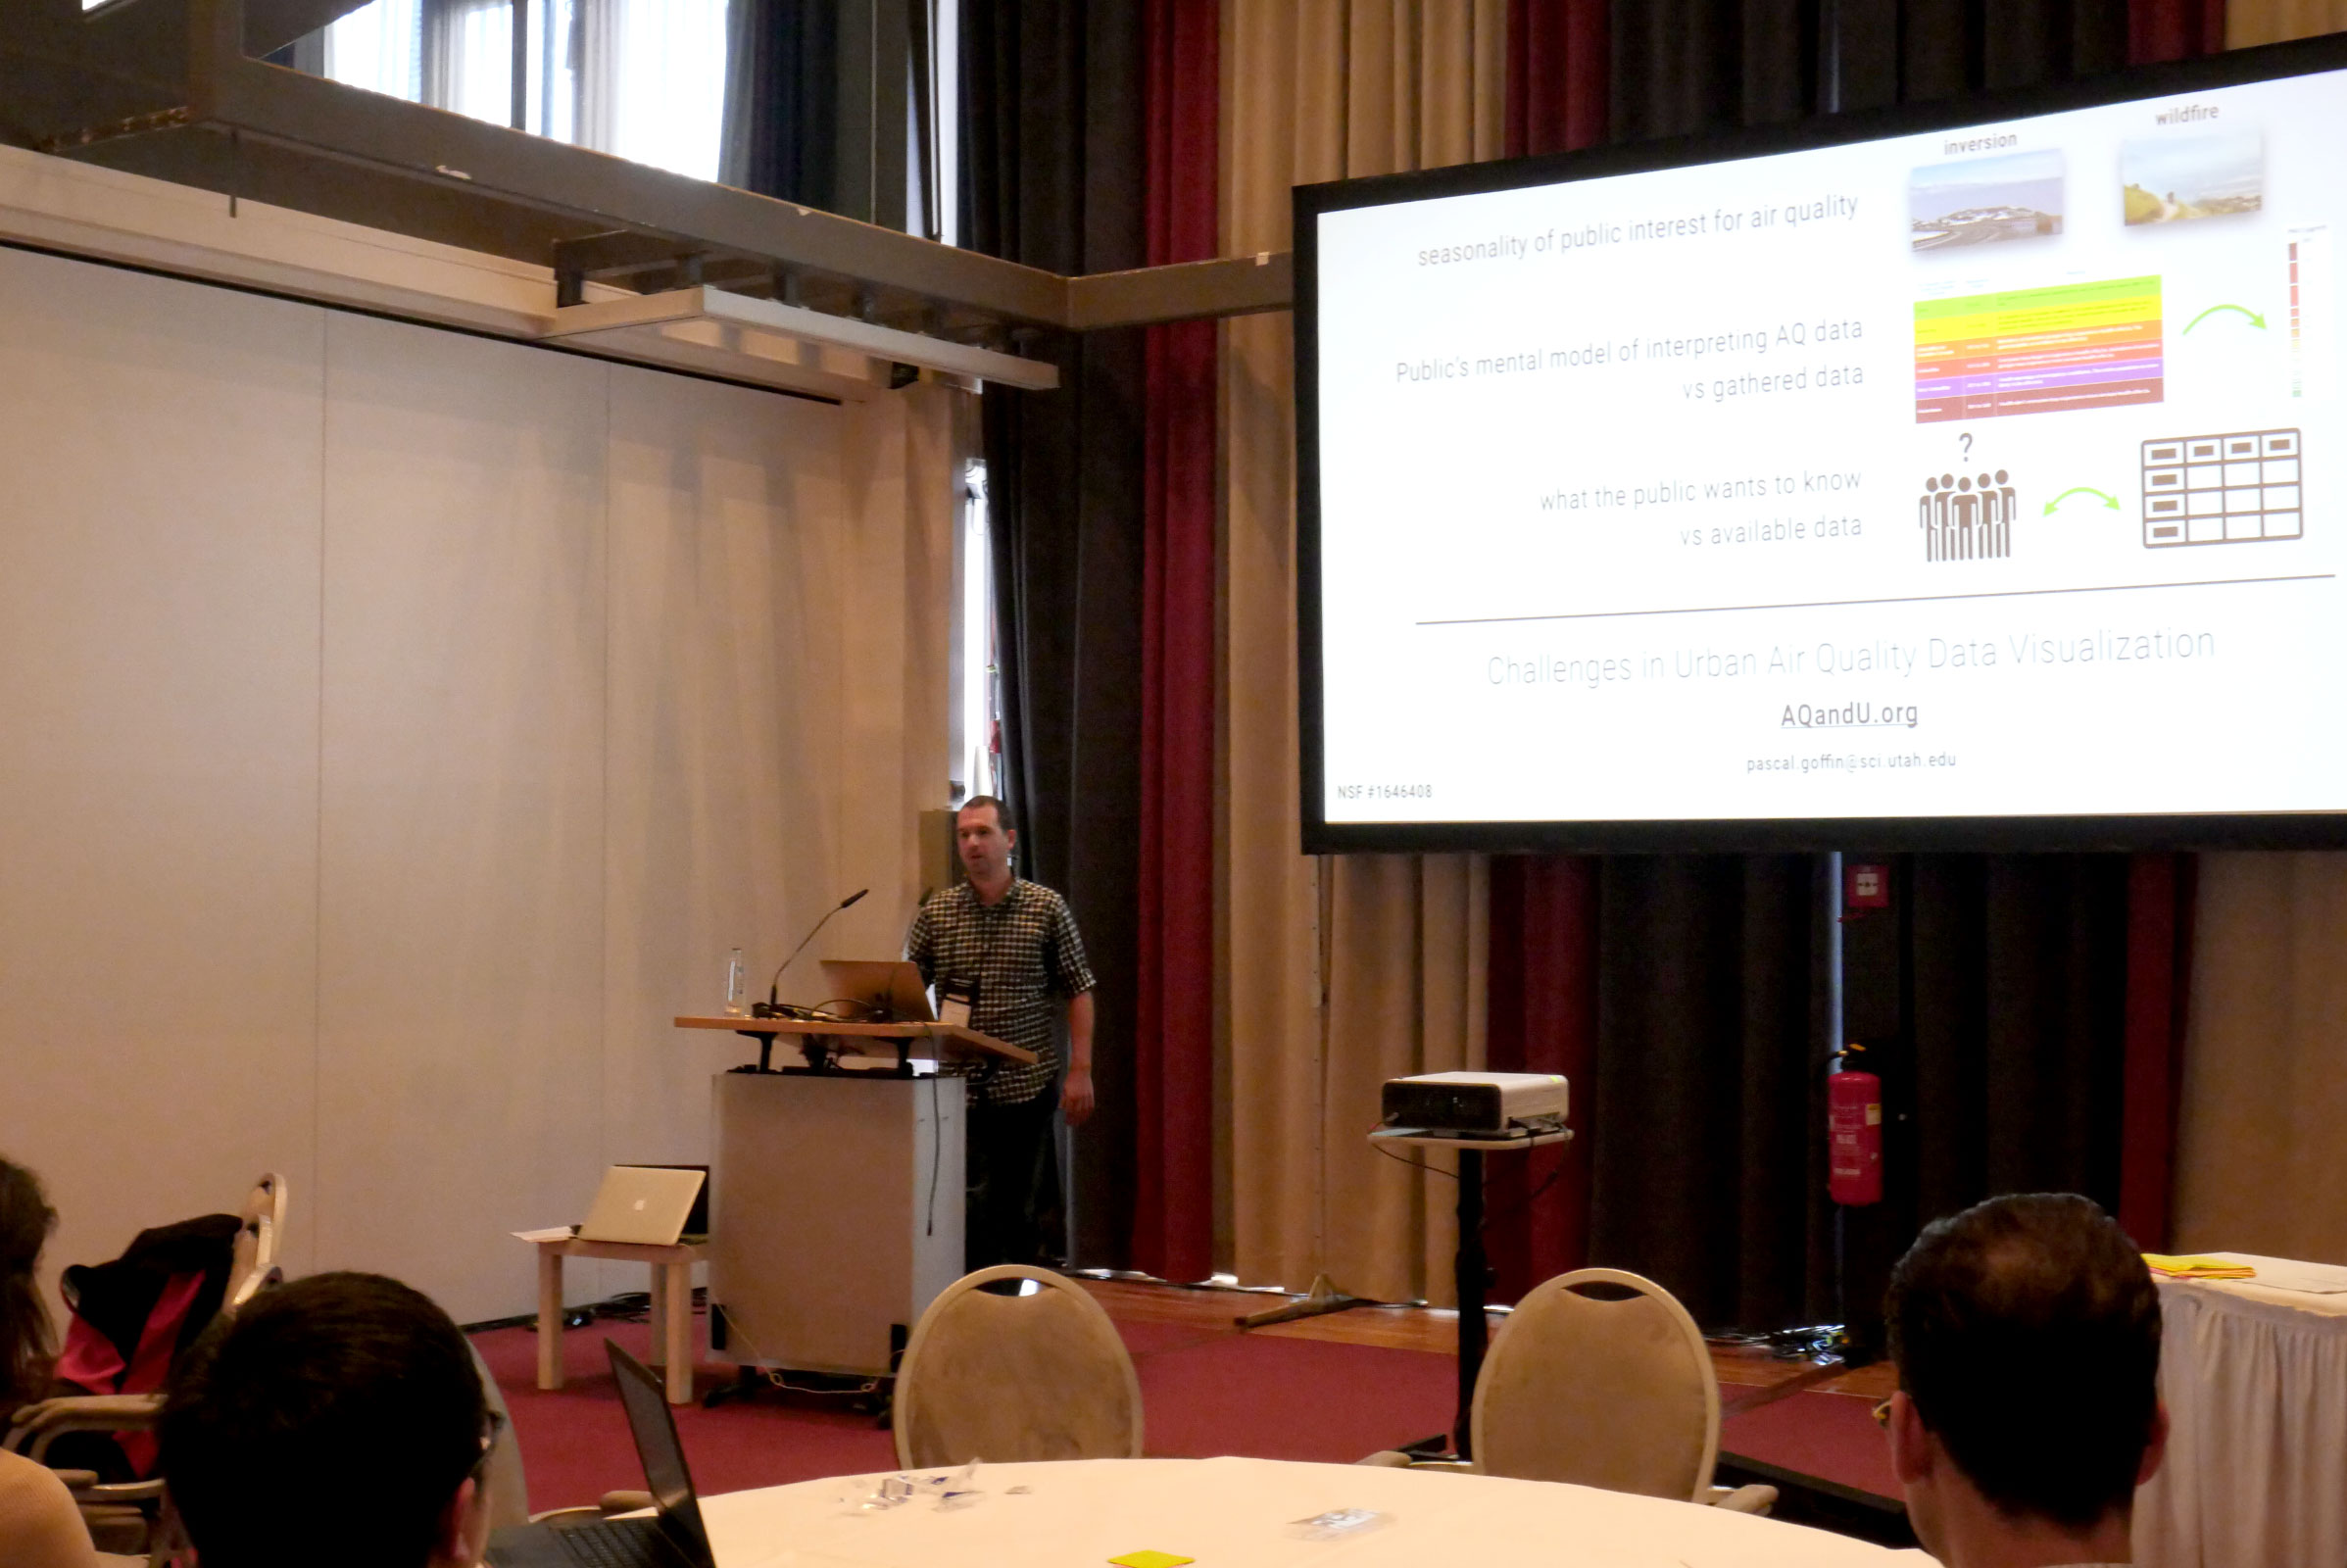 inversion
wildfire
seasonality of public interest for air quality
Public's mental model of interpreting AQ data
vs gathered data
?
what the public wants to know
vs available data
Challenges in Urban Air Quality Data Visualization
AQandU.org
pascal.goffin@sci.utah.edu
NSF #1646408